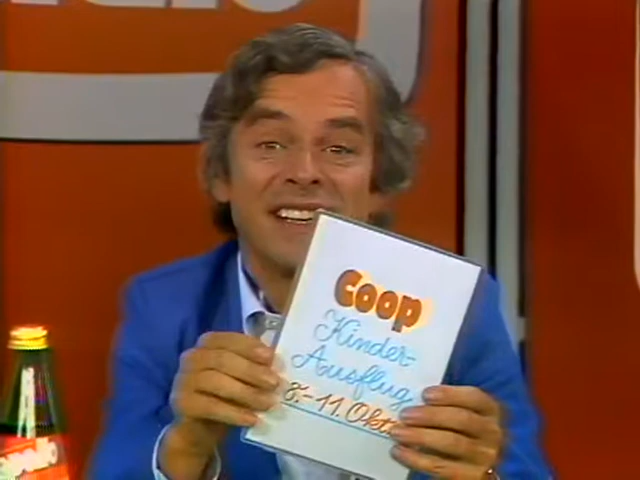 coop
Kinder-
Ausflug
8.-11. Okt.